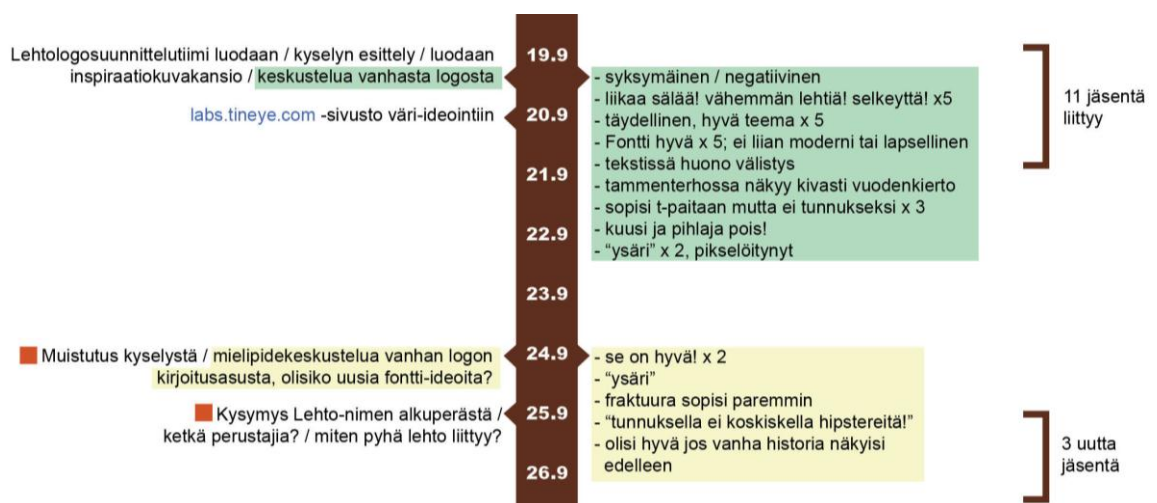 Lehtologosuunnittelutiimi luodaan / kyselyn esittely / luodaan
inspiraatiokuvakansio / keskustelua vanhasta logosta
19.9
- syksymäinen / negatiivinen
- liikaa sälää! vähemmän lehtiä! selkeyttä! x5
- täydellinen, hyvä teema x 5
- Fontti hyvä x 5; ei liian moderni tai lapsellinen
- tekstissä huono välistys
- tammenterhossa näkyy kivasti vuodenkierto
- sopisi t-paitaan mutta ei tunnukseksi x 3
- kuusi ja pihlaja pois!
- “ysäri” x 2, pikselöitynyt
11 jäsentä
liittyy
labs.tineye.com -sivusto väri-ideointiin
20.9
21.9
22.9
23.9
Muistutus kyselystä / mielipidekeskustelua vanhan logon
kirjoitusasusta, olisiko uusia fontti-ideoita?
24.9
- se on hyvä! x 2
- “ysäri”
- fraktuura sopisi paremmin
- “tunnuksella ei koskiskella hipstereitä!”
- olisi hyvä jos vanha historia näkyisi
edelleen
Kysymys Lehto-nimen alkuperästä /
ketkä perustajia? / miten pyhä lehto liittyy?
25.9
26.9
3 uutta
jäsentä